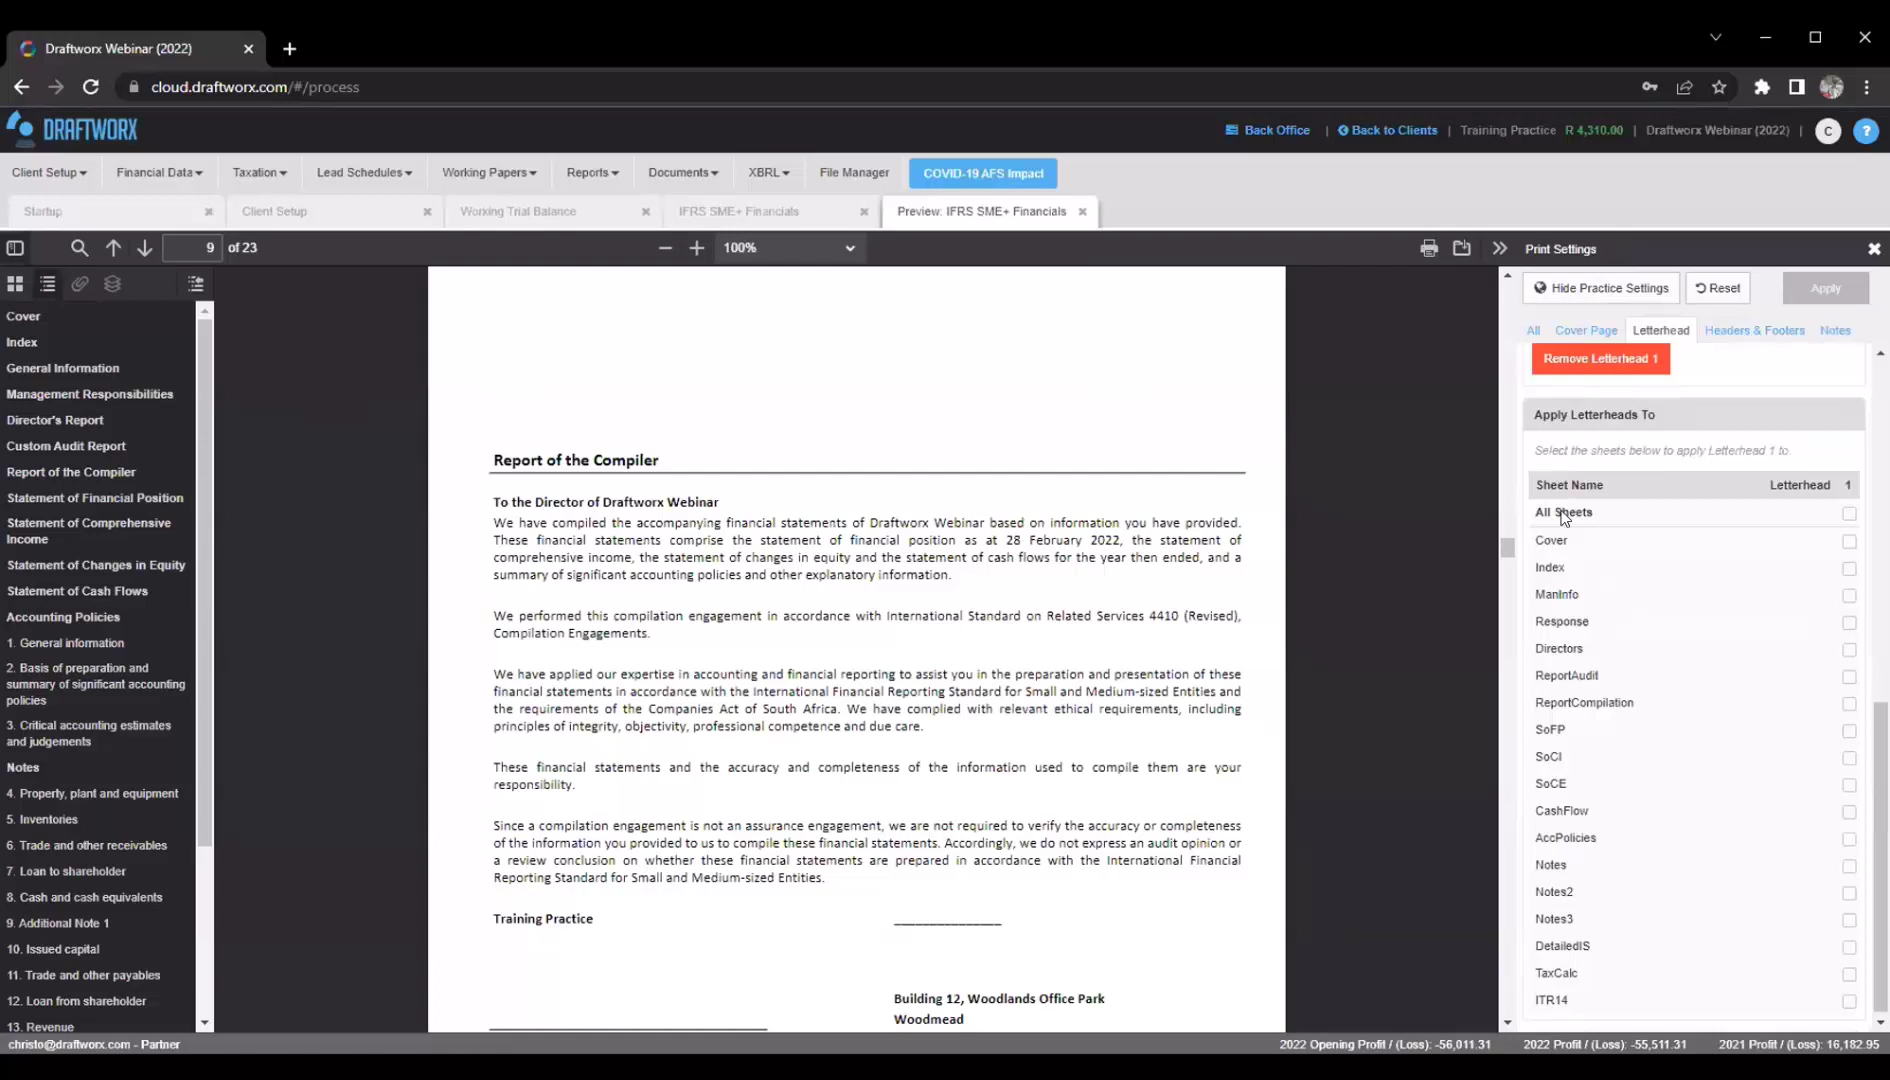 Draftworx Webinar (2022)
cloud.draftworx.com/#/process
DRAFTWORX
Back Office | Back to Clients | Training Practice R 4,310.00 | Draftworx Webinar (2022) | C ?
Client Setup Financial Data Taxation Lead Schedules Working Papers Reports Documents XBRL File Manager COVID-19 AFS Impact
Startup Client Setup Working Trial Balance IFRS SME+ Financials Preview: IFRS SME+ Financials
9 of 23 100%
Cover
Index
General Information
Management Responsibilities
Director's Report
Custom Audit Report
Report of the Compiler
Statement of Financial Position
Statement of Comprehensive
Income
Statement of Changes in Equity
Statement of Cash Flows
Accounting Policies
1. General information
2. Basis of preparation and
summary of significant accounting
policies
3. Critical accounting estimates
and judgements
Notes
4. Property, plant and equipment
5. Inventories
6. Trade and other receivables
7. Loan to shareholder
8. Cash and cash equivalents
9. Additional Note 1
10. Issued capital
11. Trade and other payables
12. Loan from shareholder
13. Revenue
Report of the Compiler
To the Director of Draftworx Webinar
We have compiled the accompanying financial statements of Draftworx Webinar based on information you have provided.
These financial statements comprise the statement of financial position as at 28 February 2022, the statement of
comprehensive income, the statement of changes in equity and the statement of cash flows for the year then ended, and a
summary of significant accounting policies and other explanatory information.
We performed this compilation engagement in accordance with International Standard on Related Services 4410 (Revised),
Compilation Engagements.
We have applied our expertise in accounting and financial reporting to assist you in the preparation and presentation of these
financial statements in accordance with the International Financial Reporting Standard for Small and Medium-sized Entities and
the requirements of the Companies Act of South Africa. We have complied with relevant ethical requirements, including
principles of integrity, objectivity, professional competence and due care.
These financial statements and the accuracy and completeness of the information used to compile them are your
responsibility.
Since a compilation engagement is not an assurance engagement, we are not required to verify the accuracy or completeness
of the information you provided to us to compile these financial statements. Accordingly, we do not express an audit opinion or
a review conclusion on whether these financial statements are prepared in accordance with the International Financial
Reporting Standard for Small and Medium-sized Entities.
Training Practice
Building 12, Woodlands Office Park
Woodmead
Print Settings
Hide Practice Settings Reset Apply
All Cover Page Letterhead Headers & Footers Notes
Remove Letterhead 1
Apply Letterheads To
Select the sheets below to apply Letterhead 1 to.
Sheet Name Letterhead 1
All Sheets
Cover
Index
ManInfo
Response
Directors
ReportAudit
ReportCompilation
SoFP
SoCI
SoCE
CashFlow
AccPolicies
Notes
Notes2
Notes3
DetailedIS
TaxCalc
ITR14
christo@draftworx.com - Partner
2022 Opening Profit / (Loss): -56,011.31 2022 Profit / (Loss): -55,511.31 2021 Profit / (Loss): 16,182.95